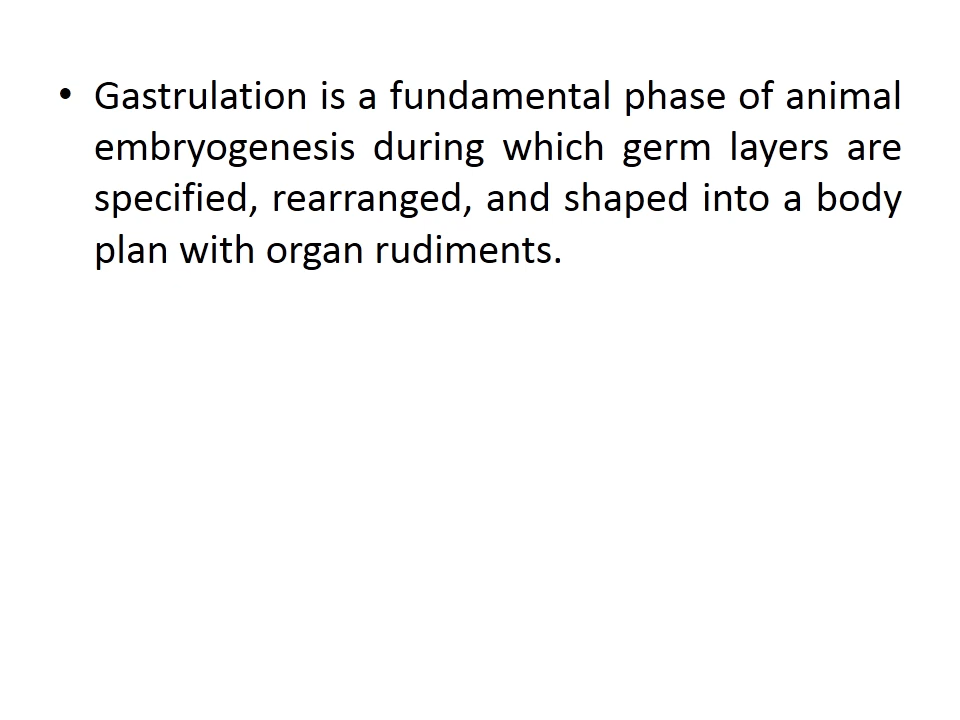 • Gastrulation is a fundamental phase of animal
embryogenesis during which germ layers are
specified, rearranged, and shaped into a body
plan with organ rudiments.